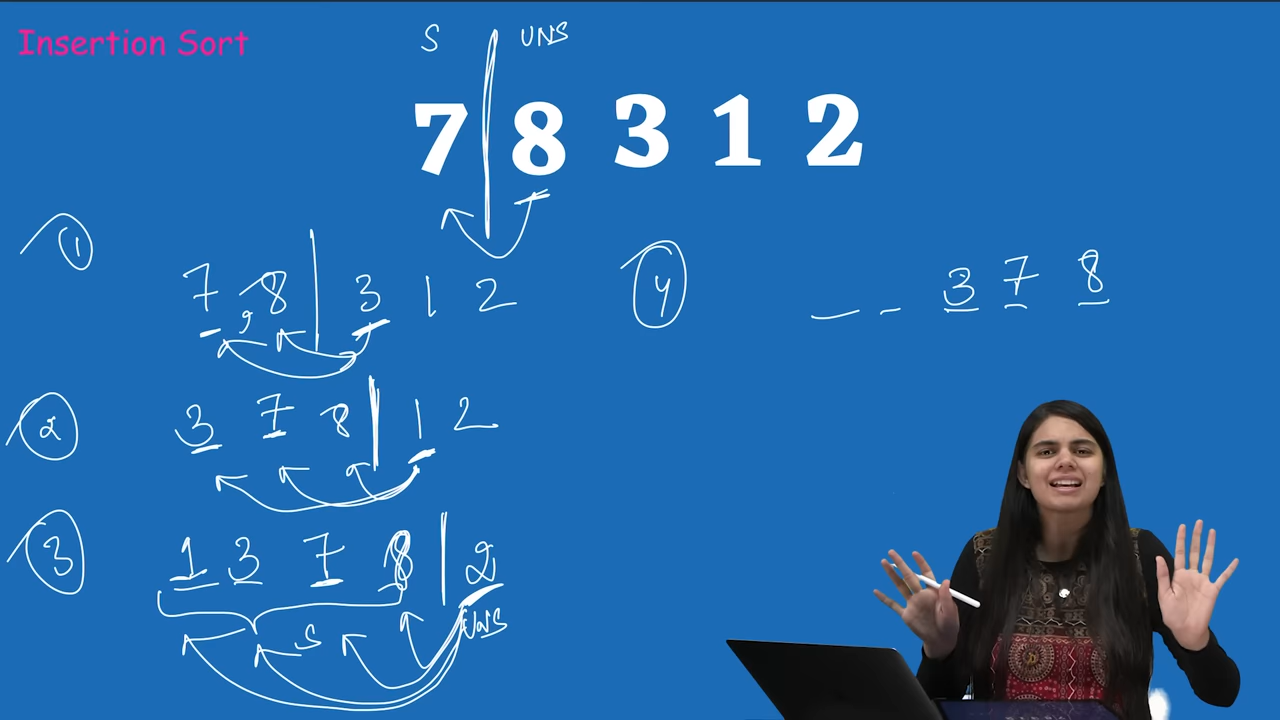 Insertion Sort
S UNS
7 8 3 1 2
1
7, 8 3 1 2
4
3 7 8
2
3 7 8 1 2
3
1 3 7 8 2
S UNS